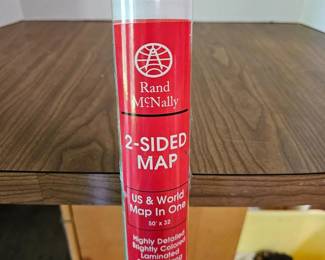 Rand
McNally
2-SIDED
MAP
US & World
Map In One
50' x 32
Highly Detailed
Brightly Colored
Laminated